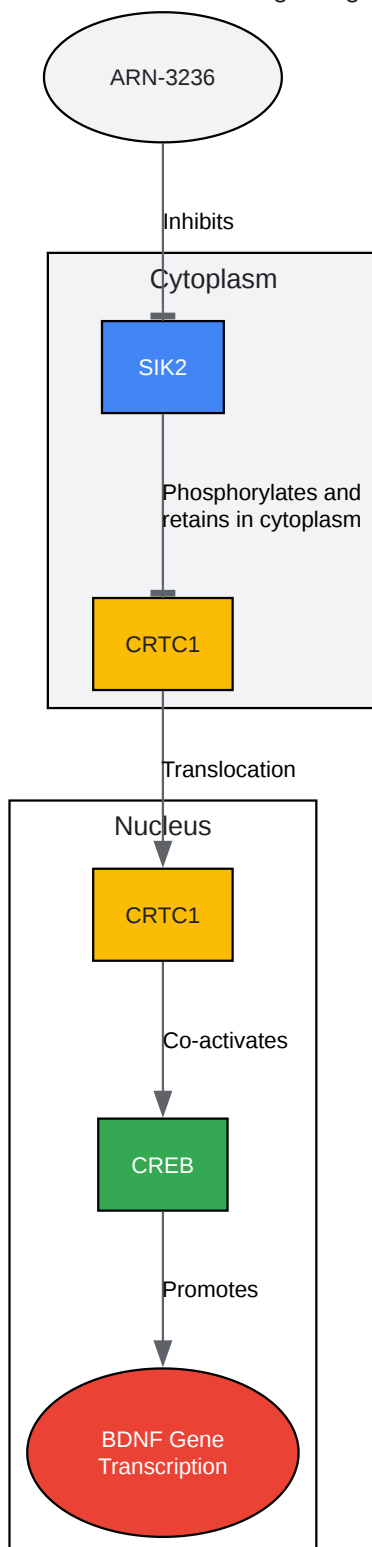 ARN-3236
Inhibits
Cytoplasm
SIK2
Phosphorylates and
retains in cytoplasm
CRTC1
Translocation
Nucleus
CRTC1
Co-activates
CREB
Promotes
BDNF Gene
Transcription